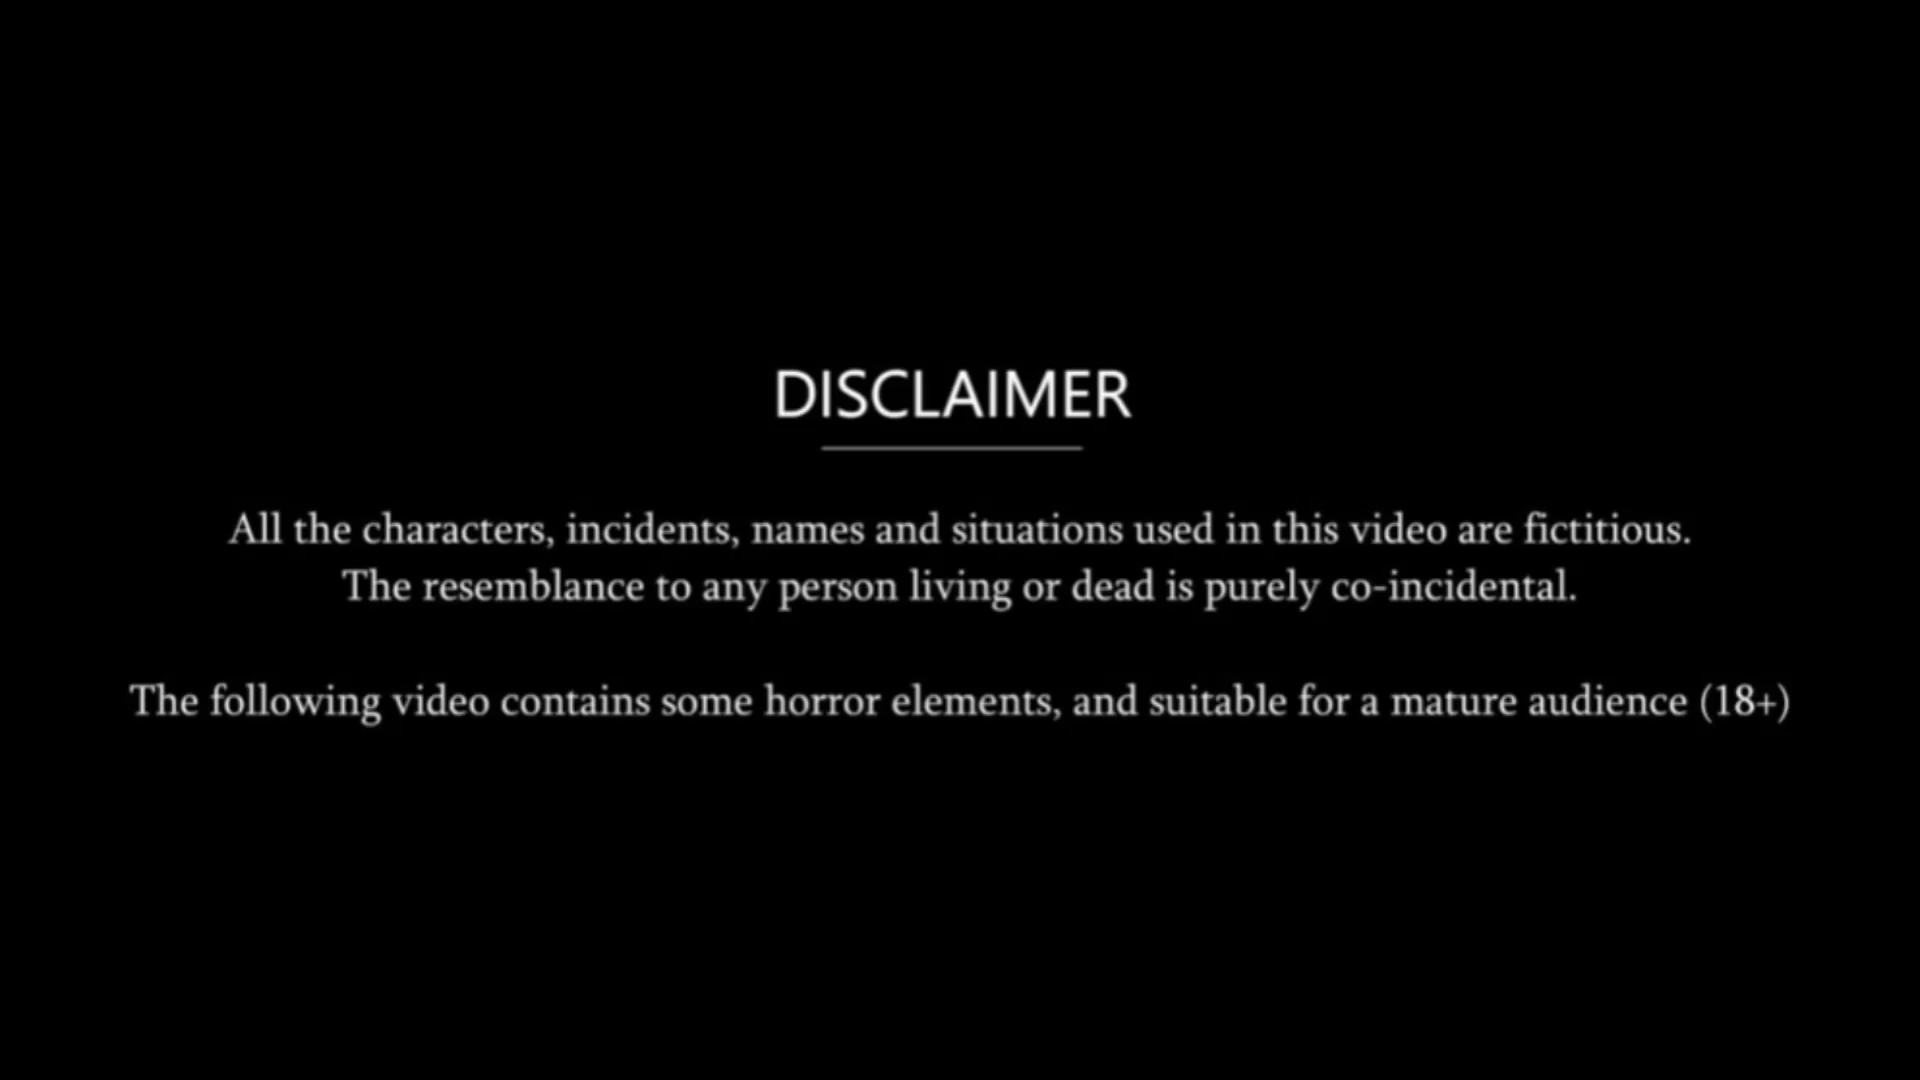 DISCLAIMER
All the characters, incidents, names and situations used in this video are fictitious.
The resemblance to any person living or dead is purely co-incidental.
The following video contains some horror elements, and suitable for a mature audience (18+)